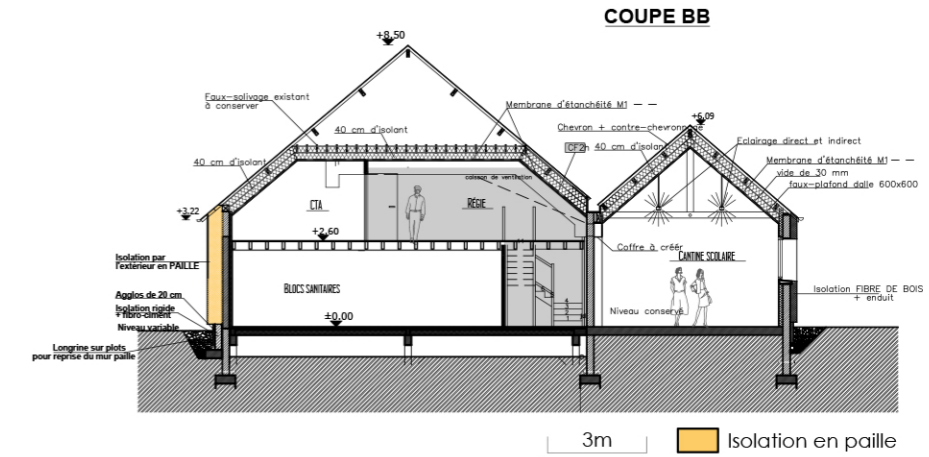 COUPE BB
+8,50
Faux-solivage existant
à conserver
Membrane d'étanchéité M1
+6,09
40 cm d'isolant
Chevron + contre-chevronnage
Eclairage direct et indirect
CF2h
40 cm d'isolant
40 cm d'isolant
Membrane d'étanchéité M1
vide de 30 mm
caisson de ventilation
faux-plafond dalle 600x600
CTA
RÉGIE
+3,22
+2,60
Coffre à créér
CANTINE SCOLAIRE
Isolation par
l'extérieur en PAILLE
BLOCS SANITAIRES
Isolation FIBRE DE BOIS
+ enduit
Agglos de 20 cm
Isolation rigide
+ fibro-ciment
Niveau variable
±0,00
Niveau conservé
Longrine sur plots
pour reprise du mur paille
3m
Isolation en paille